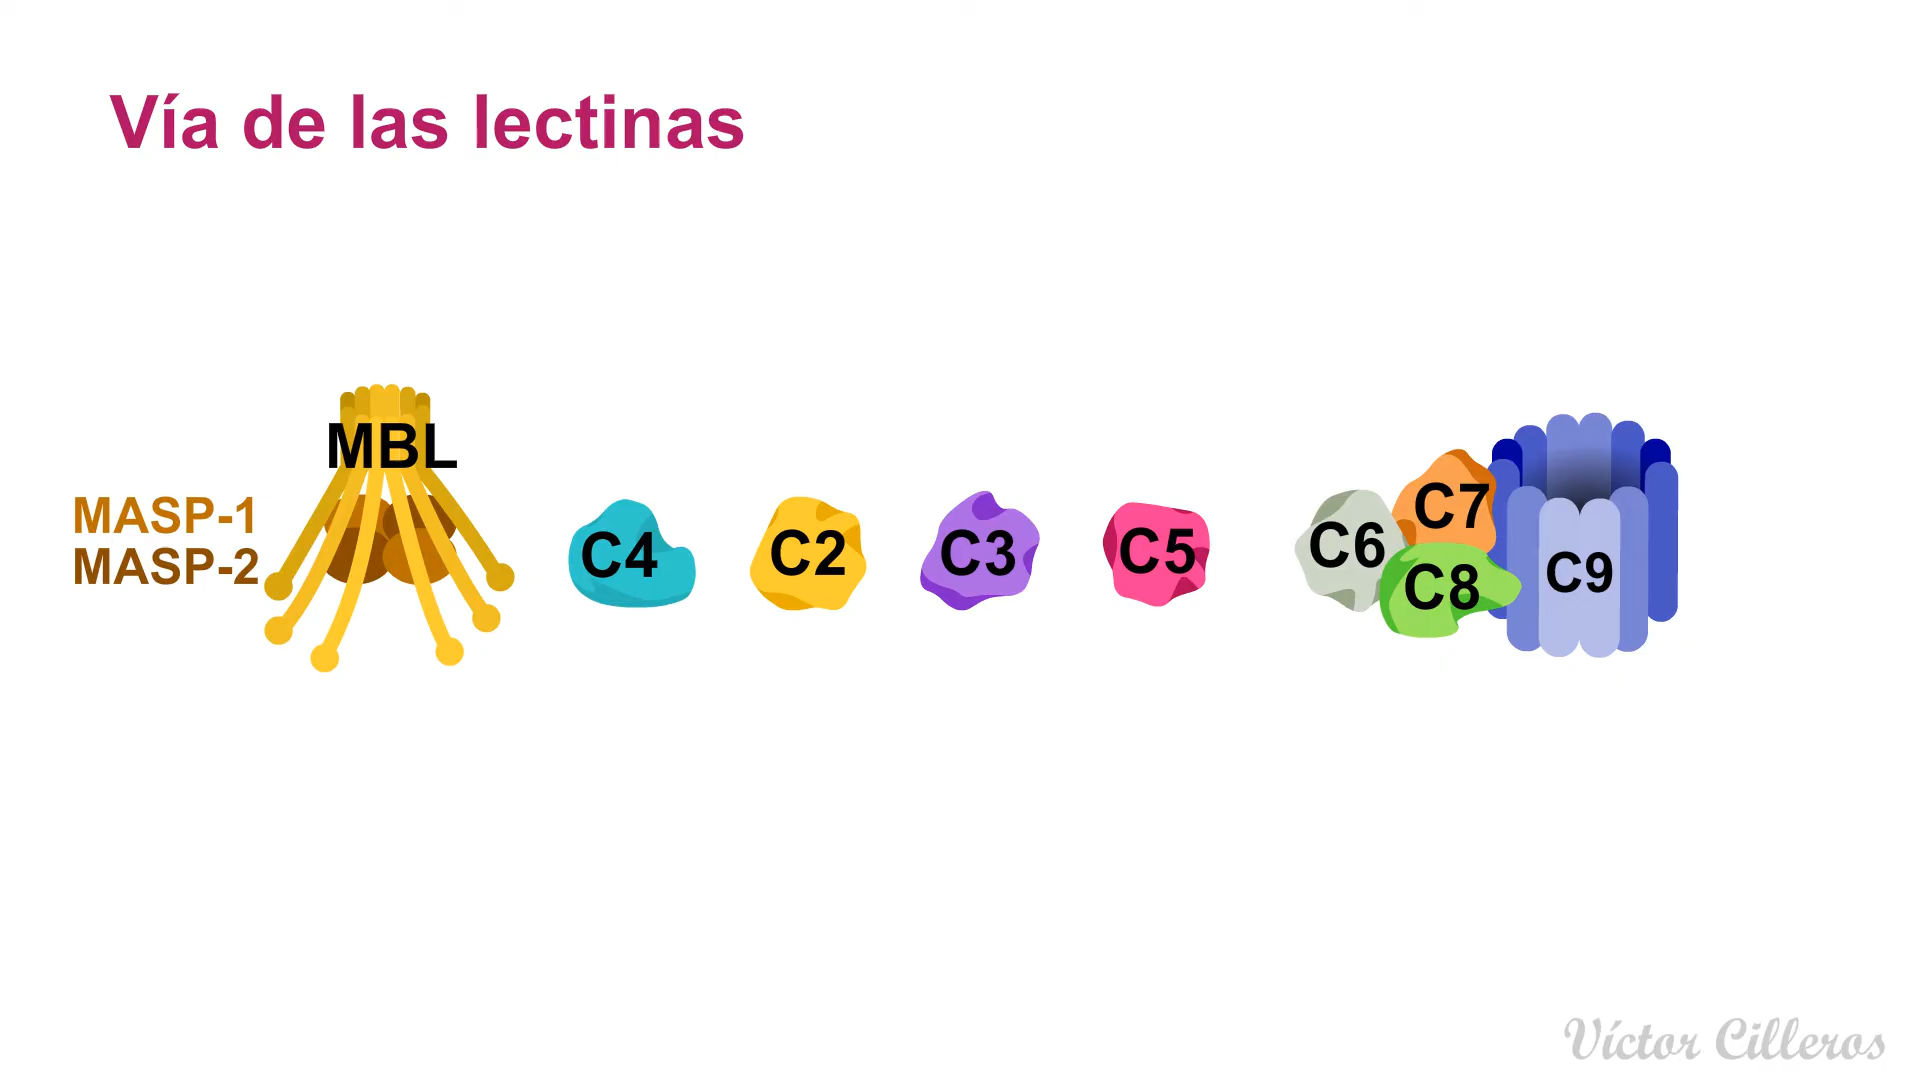 Vía de las lectinas
MBL
MASP-1
MASP-2
C4
C2
C3
C5
C6
C7
C8
C9
Víctor Cilleros